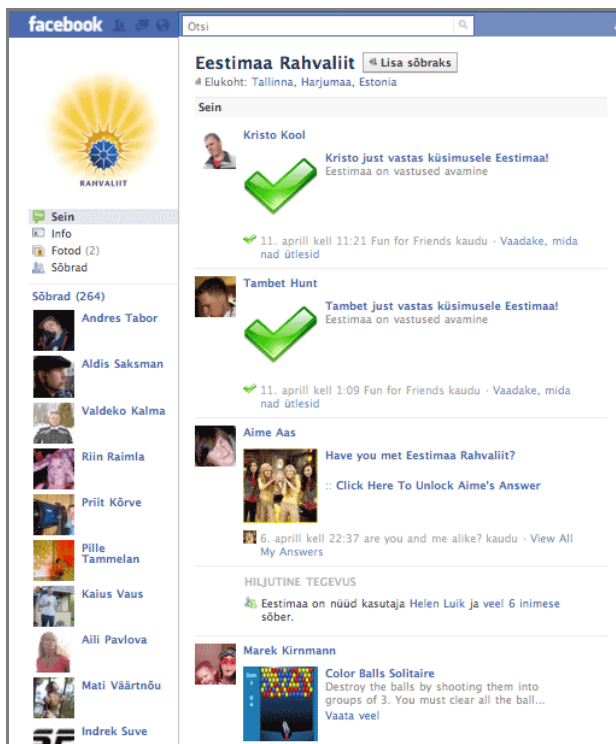 facebook
Otsi
Eestimaa Rahvaliit
Lisa sõbraks
Elukoht: Tallinna, Harjumaa, Estonia
RAHVALIIT
Sein
Info
Fotod (2)
Sõbrad
Sõbrad (264)
Andres Tabor
Aldis Saksman
Valdeko Kalma
Riin Raimla
Priit Kõrve
Pille
Tammelan
Kaius Vaus
Aili Pavlova
Mati Väärtnõu
Indrek Suve
Sein
Kristo Kool
Kristo just vastas küsimusele Eestimaa!
Eestimaa on vastused avamine
11. aprill kell 11:21 Fun for Friends kaudu · Vaadake, mida
nad ütlesid
Tambet Hunt
Tambet just vastas küsimusele Eestimaa!
Eestimaa on vastused avamine
11. aprill kell 1:09 Fun for Friends kaudu · Vaadake, mida
nad ütlesid
Aime Aas
Have you met Eestimaa Rahvaliit?
:: Click Here To Unlock Aime's Answer
6. aprill kell 22:37 are you and me alike? kaudu · View All
My Answers
HILJUTINE TEGEVUS
Eestimaa on nüüd kasutaja Helen Luik ja veel 6 inimese
sõber.
Marek Kirnmann
Color Balls Solitaire
Destroy the balls by shooting them into
groups of 3. You must clear all the ball...
Vaata veel